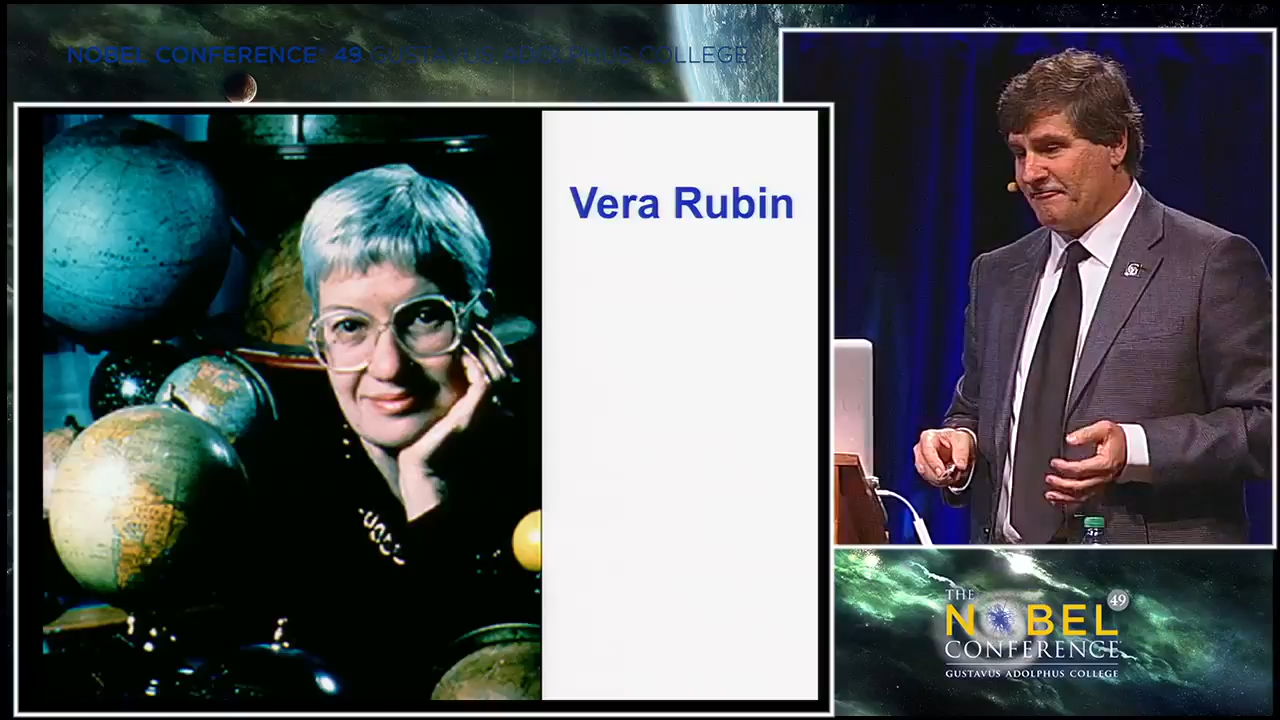 NOBEL CONFERENCE® 49 GUSTAVUS ADOLPHUS COLLEGE
Vera Rubin
THE
NOBEL 49
CONFERENCE
GUSTAVUS ADOLPHUS COLLEGE